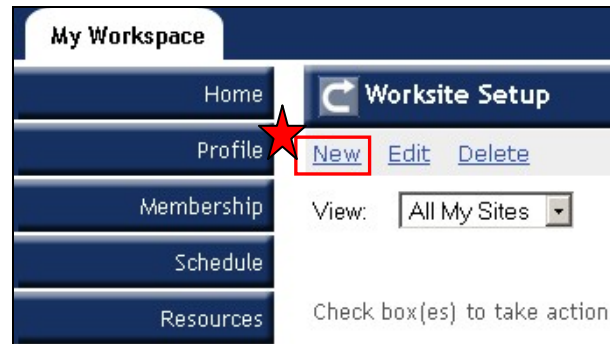 My Workspace
Home
Profile
Membership
Schedule
Resources
Worksite Setup
New Edit Delete
View: All My Sites
Check box(es) to take action